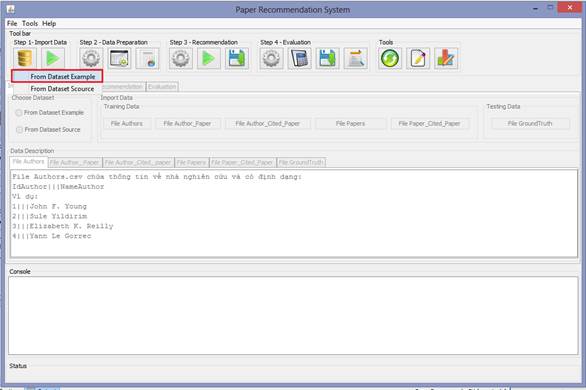 Paper Recommendation System
File Tools Help
Tool bar
Step 1- Import Data
Step 2 - Data Preparation
Step 3 - Recommendation
Step 4 - Evaluation
Tools
From Dataset Example
From Dataset Scource
commendation
Evaluation
Choose Dataset
From Dataset Example
From Dataset Source
Import Data
Training Data
File Authors
File Author_Paper
File Author_Cited_Paper
File Papers
File Paper_Cited_Paper
Testing Data
File GroundTruth
Data Description
File Authors
File Author_ Paper
File Author_Cited_ paper
File Papers
File Paper_Cited_Paper
File GroundTruth
File Authors.csv chứa thông tin về nhà nghiên cứu và có định dạng:
IdAuthor|||NameAuthor
Ví dụ:
1|||John F. Young
2|||Sule Yildirim
3|||Elizabeth K. Reilly
4|||Yann Le Gorrec
Console
Status